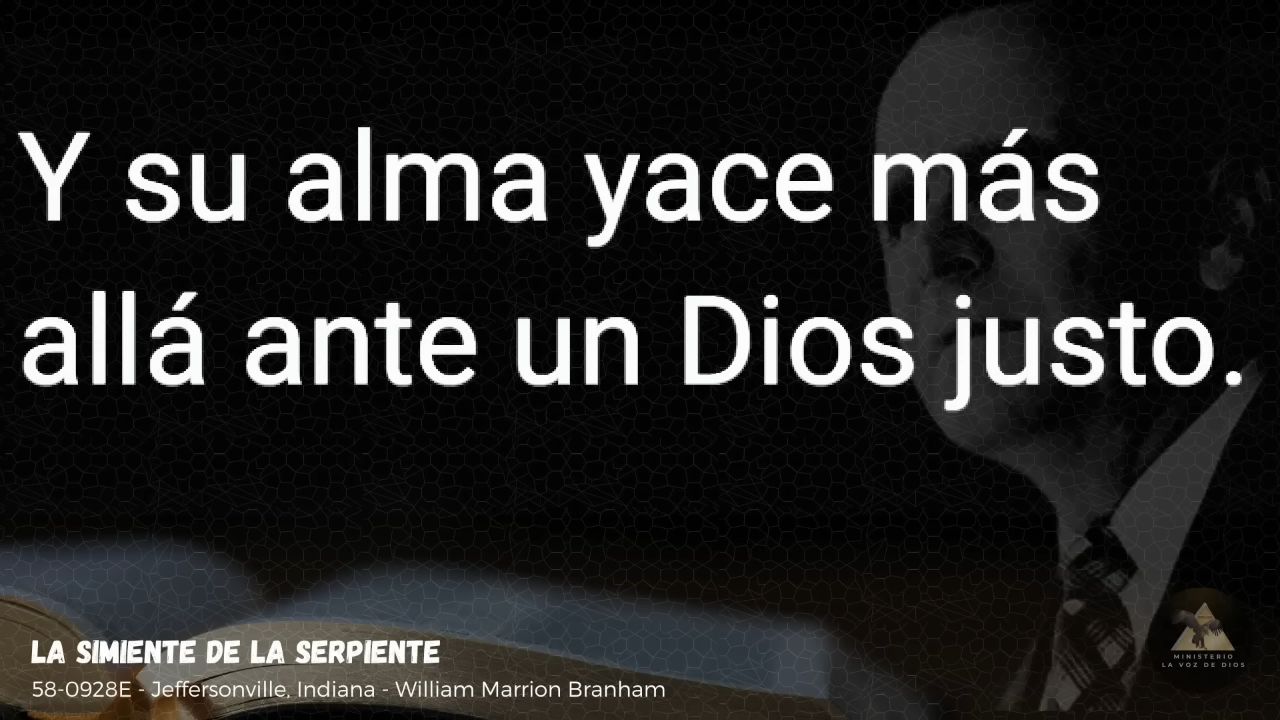 Y su alma yace más
allá ante un Dios justo.
LA SIMIENTE DE LA SERPIENTE
58-0928E - Jeffersonville, Indiana - William Marrion Branham
MINISTERIO
LA VOZ DE DIOS